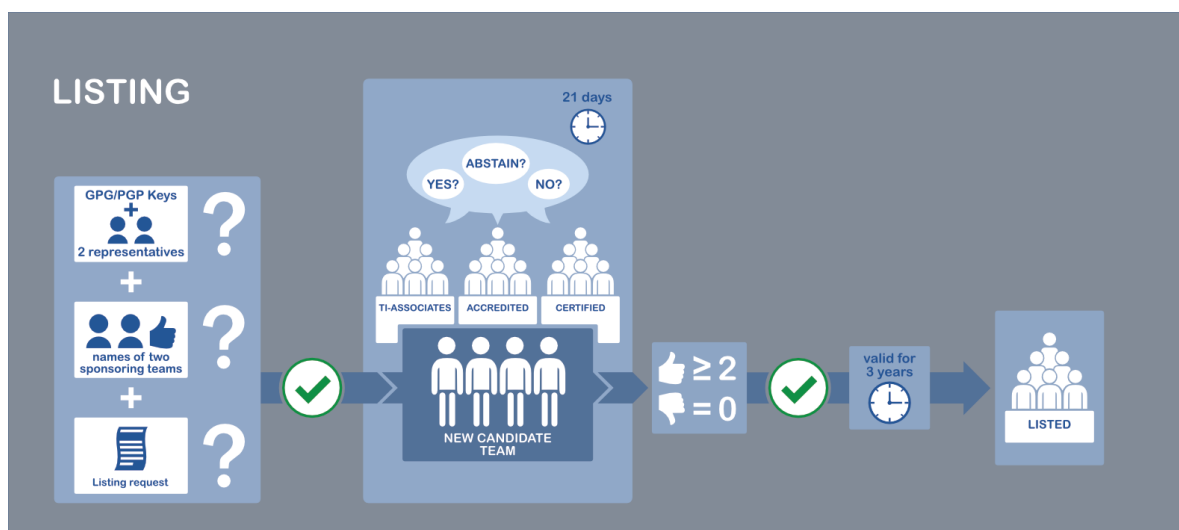 LISTING
GPG/PGP Keys
+
2 representatives
?
+
names of two
sponsoring teams
?
+
Listing request
?
21 days
ABSTAIN?
YES?
NO?
TI-ASSOCIATES
ACCREDITED
CERTIFIED
NEW CANDIDATE
TEAM
≥ 2
= 0
valid for
3 years
LISTED